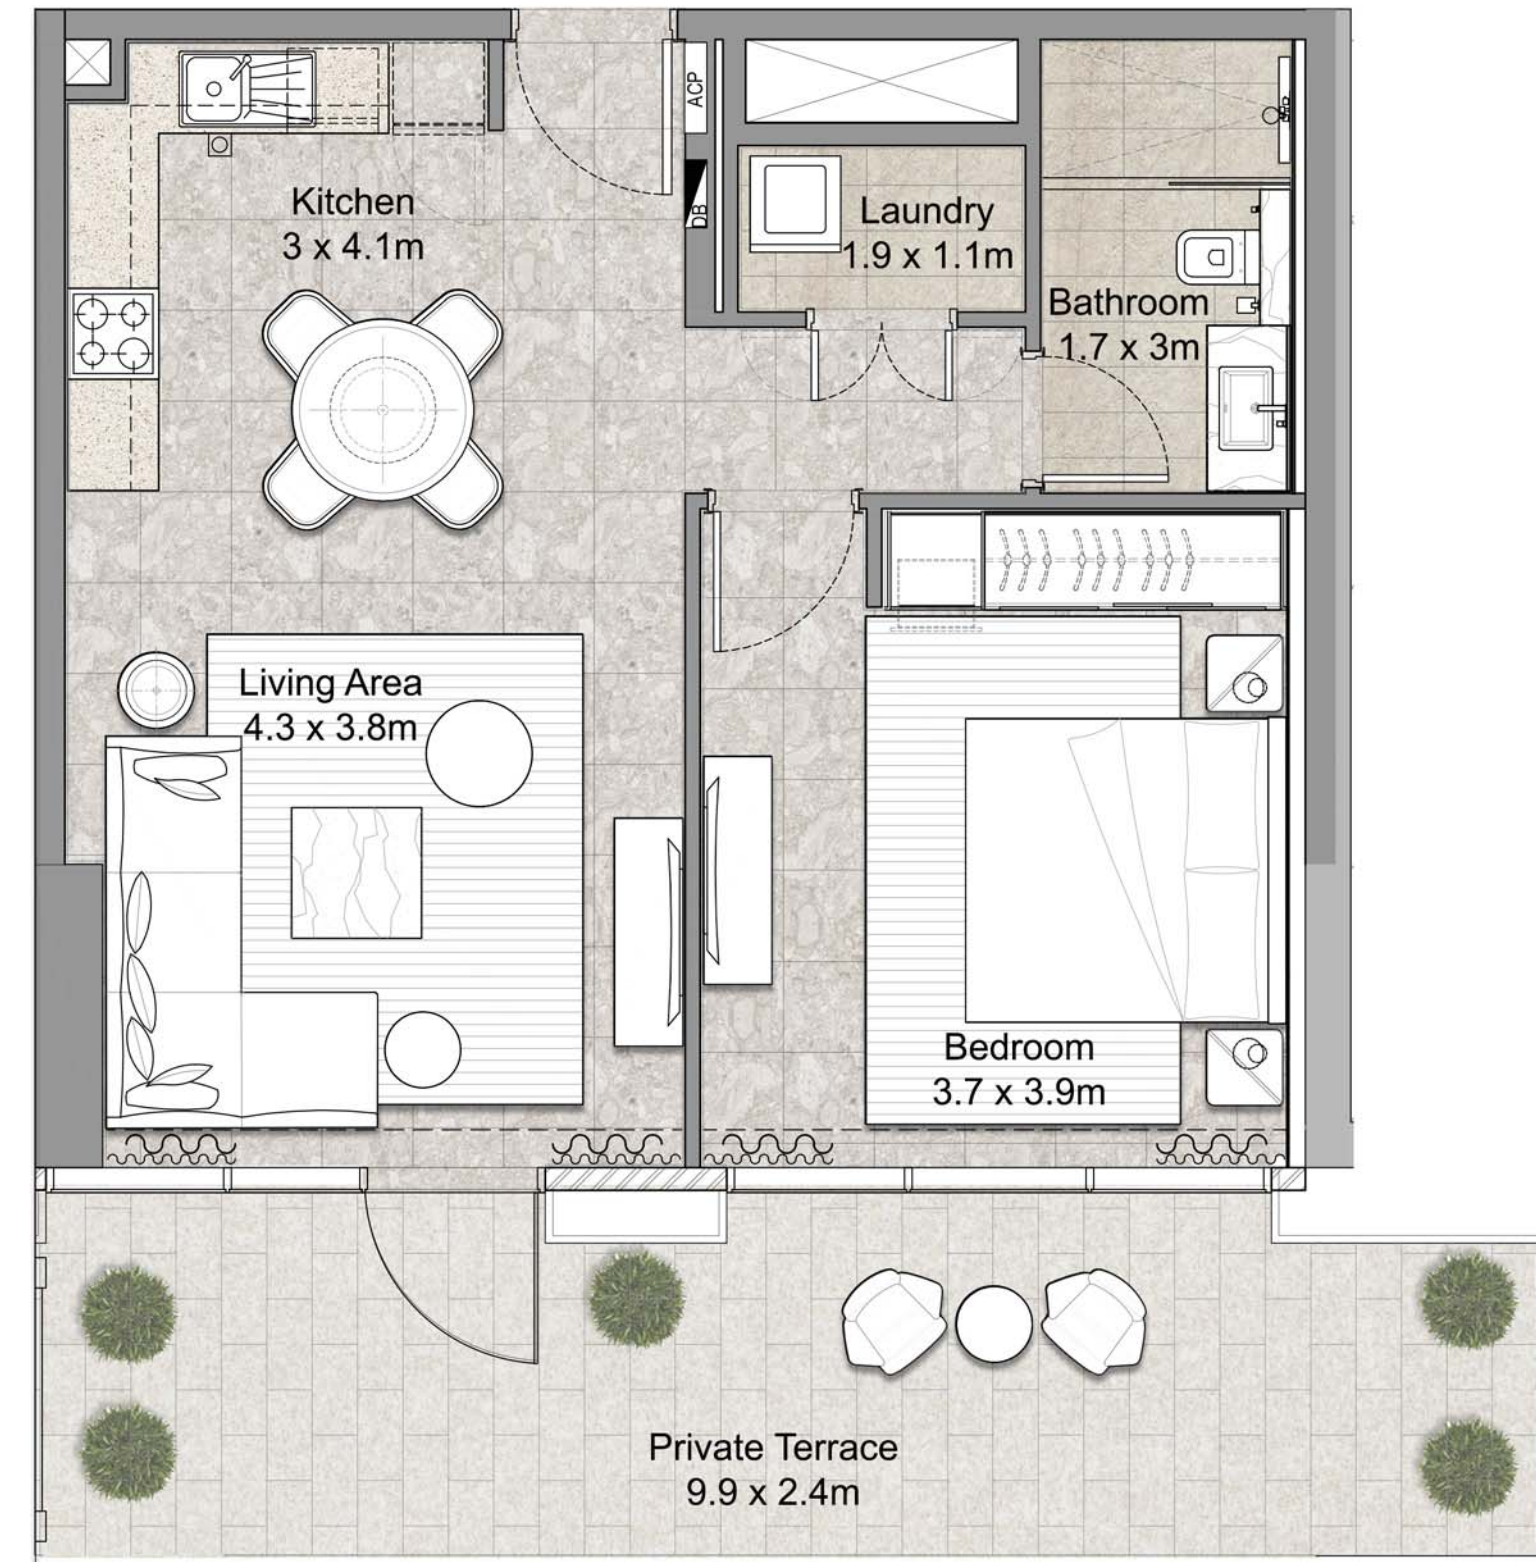 ACP
DB
Kitchen
3 x 4.1m
Laundry
1.9 x 1.1m
Bathroom
1.7 x 3m
Living Area
4.3 x 3.8m
Bedroom
3.7 x 3.9m
Private Terrace
9.9 x 2.4m